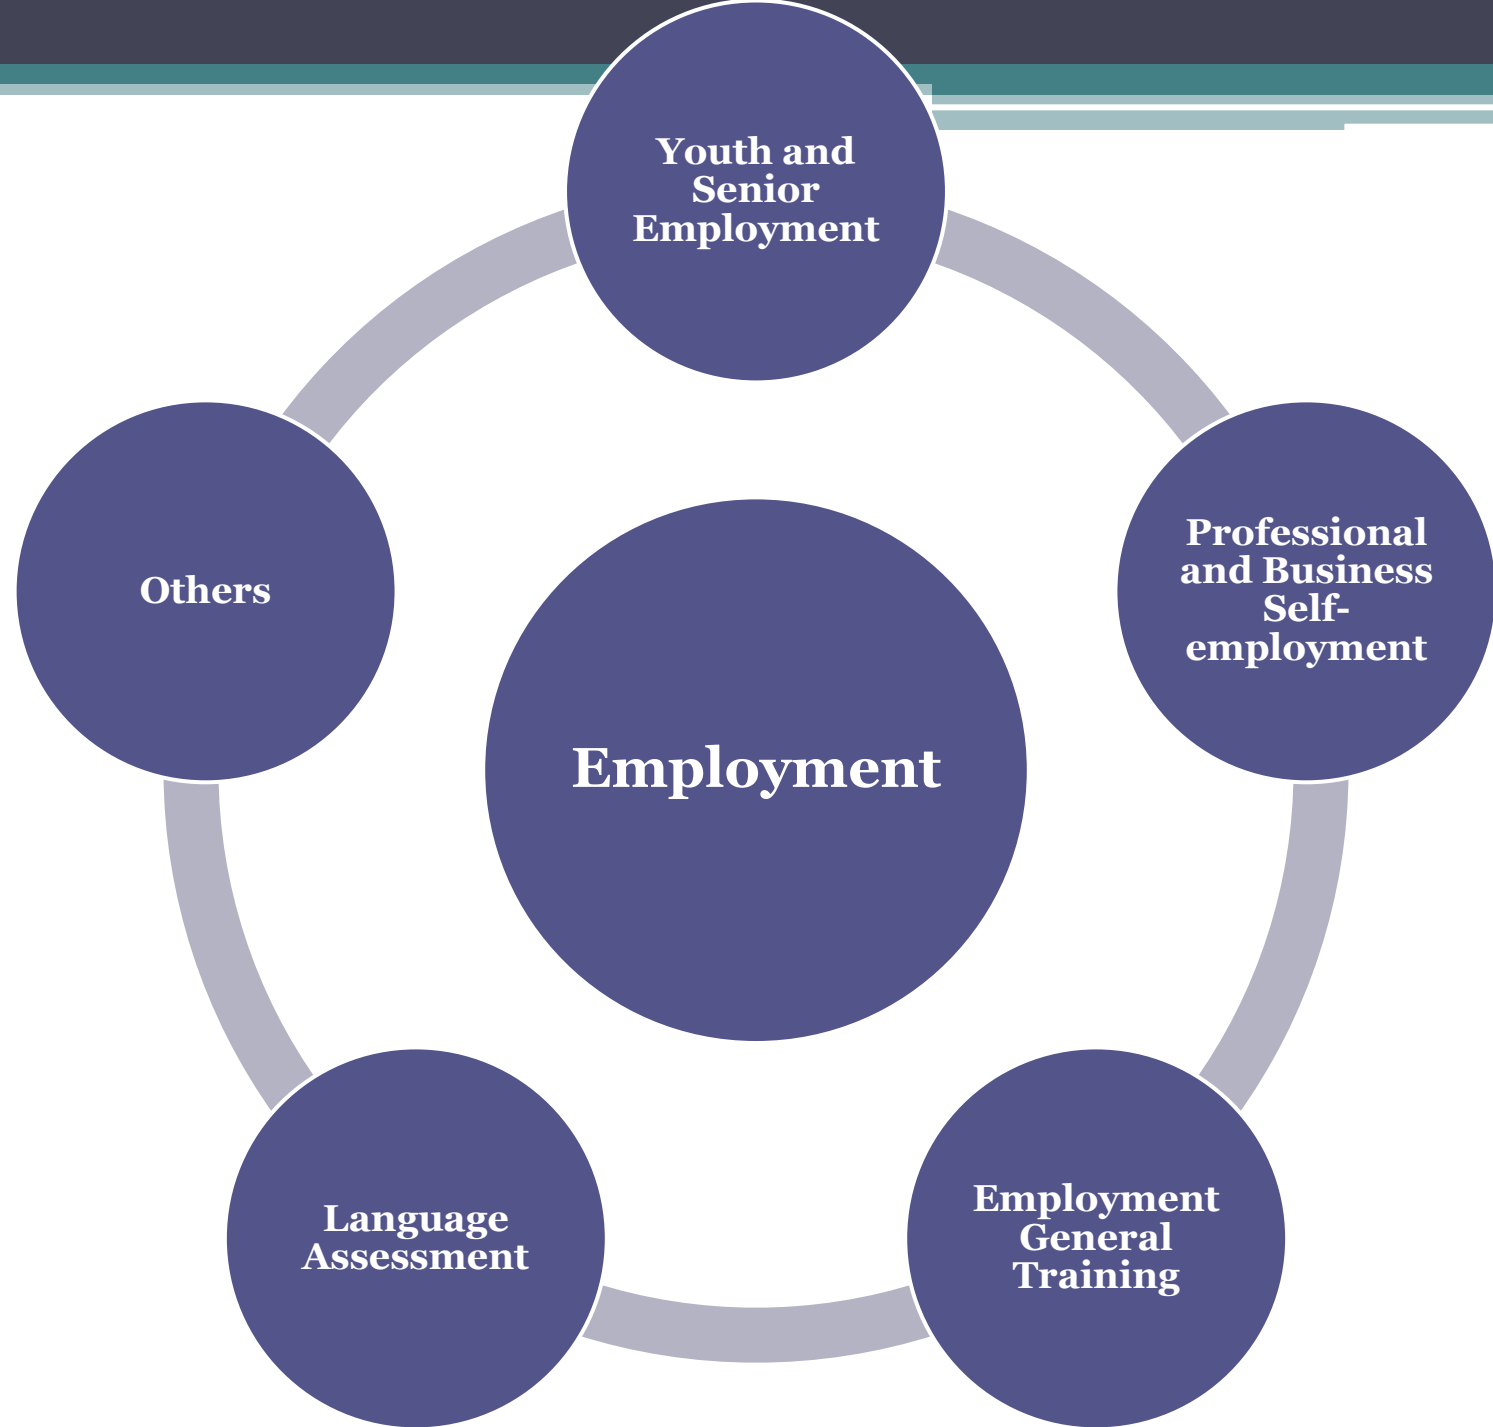 Youth and
Senior
Employment
Professional
and Business
Self-
employment
Others
Employment
Employment
General
Training
Language
Assessment